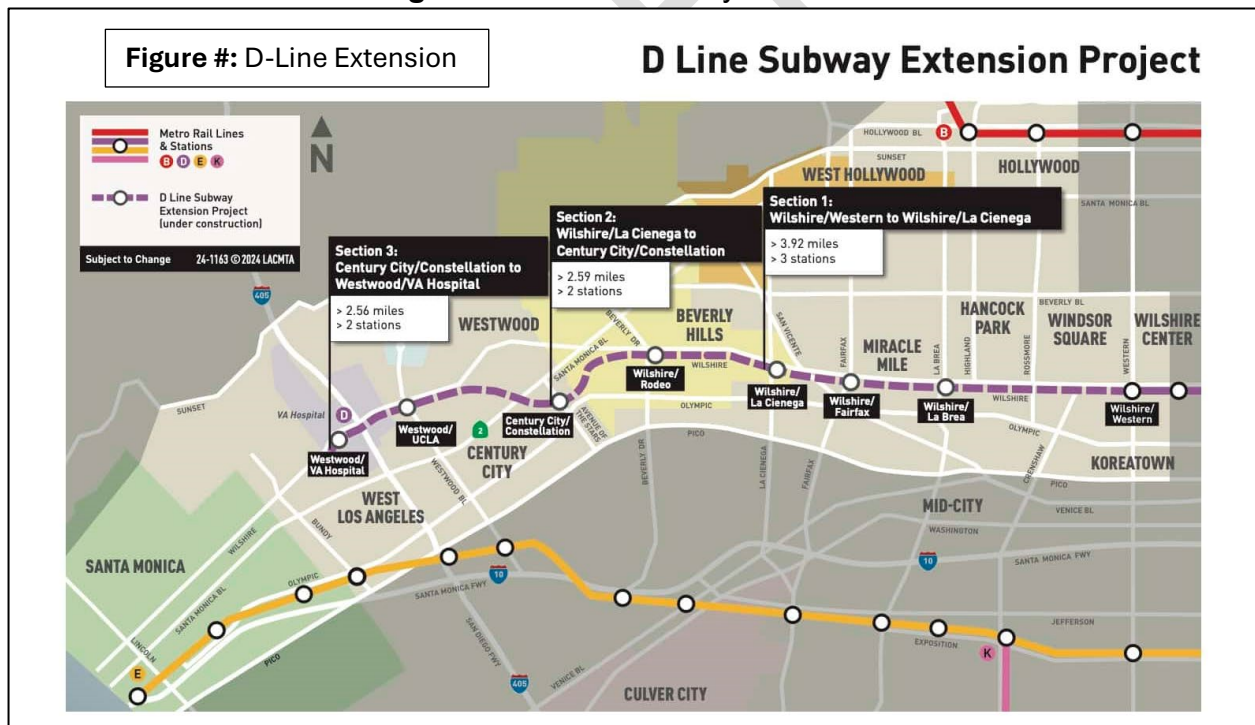 Figure #: D-Line Extension
D Line Subway Extension Project
Metro Rail Lines
& Stations
B D E K
D Line Subway
Extension Project
(under construction)
Subject to Change 24-1163 © 2024 LACMTA
N
Section 3:
Century City/Constellation to
Westwood/VA Hospital
> 2.56 miles
> 2 stations
Section 2:
Wilshire/La Cienega to
Century City/Constellation
> 2.59 miles
> 2 stations
Section 1:
Wilshire/Western to Wilshire/La Cienega
> 3.92 miles
> 3 stations
HOLLYWOOD BL
B
SUNSET
WEST HOLLYWOOD
HOLLYWOOD
SANTA MONICA BL
405
WESTWOOD
BEVERLY DR
BEVERLY
HILLS
SAN VICENTE
FAIRFAX
MIRACLE
MILE
LA BREA
HIGHLAND
HANCOCK
PARK
BEVERLY BL
ROSSMORE
WINDSOR
SQUARE
WESTERN
WILSHIRE
CENTER
SANTA MONICA BL
WILSHIRE
WILSHIRE
SUNSET
VA Hospital
D
Westwood/
VA Hospital
Westwood/
UCLA
2
Century City/
Constellation
CENTURY
CITY
AVENUE OF
THE STARS
Wilshire/
Rodeo
Wilshire/
La Cienega
Wilshire/
Fairfax
Wilshire/
La Brea
Wilshire/
Western
OLYMPIC
OLYMPIC
PICO
BEVERLY DR
LA CIENEGA
FAIRFAX
CRENSHAW
KOREATOWN
PICO
WESTWOOD BL
WEST
LOS ANGELES
BUNDY
MID-CITY
VENICE BL
WASHINGTON
10
SANTA MONICA FWY
SANTA MONICA
WILSHIRE
SANTA MONICA BL
OLYMPIC
10
SANTA MONICA FWY
LINCOLN
PICO
E
SAN DIEGO FWY
405
VENICE BL
CULVER CITY
EXPOSITION
JEFFERSON
K